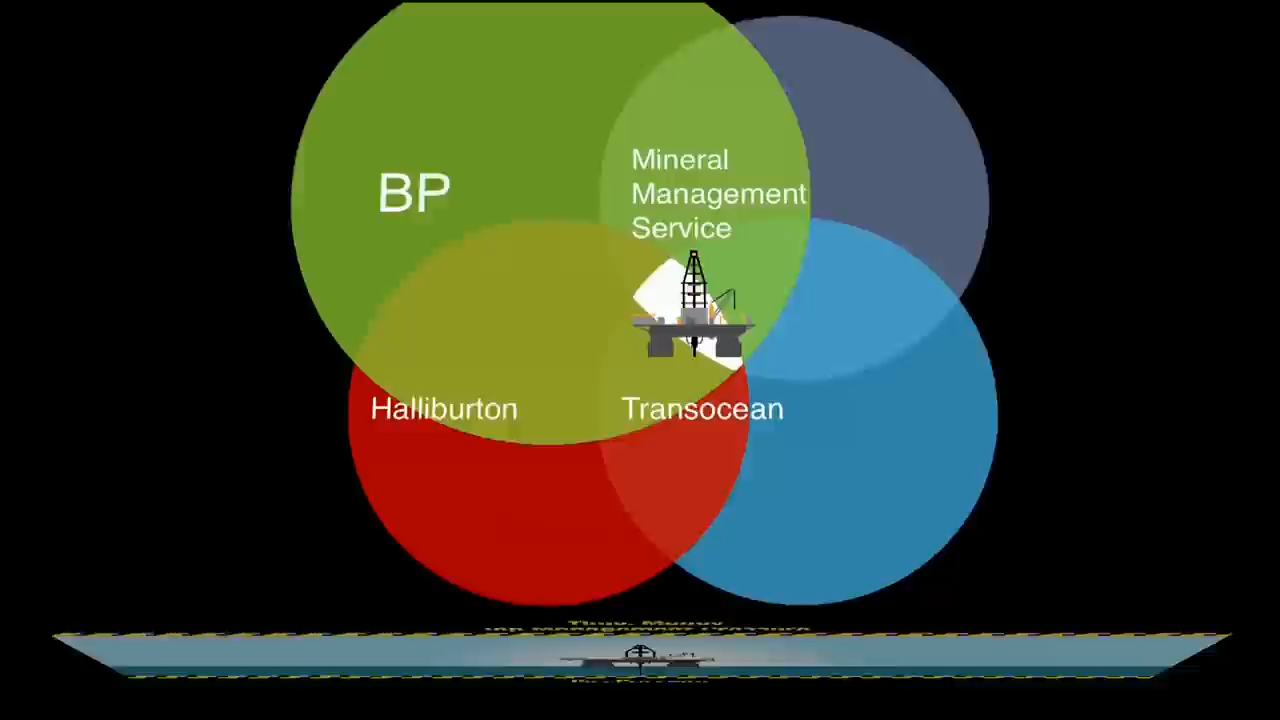 BP
Mineral
Management
Service
Halliburton
Transocean